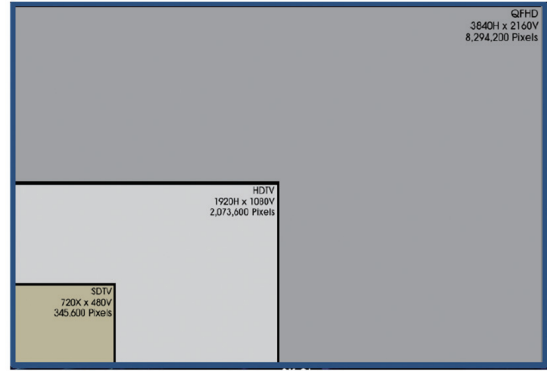 QFHD
3840H x 2160V
8,294,200 Pixels
HDTV
1920H x 1080V
2,073,600 Pixels
SDTV
720X x 480V
345,600 Pixels